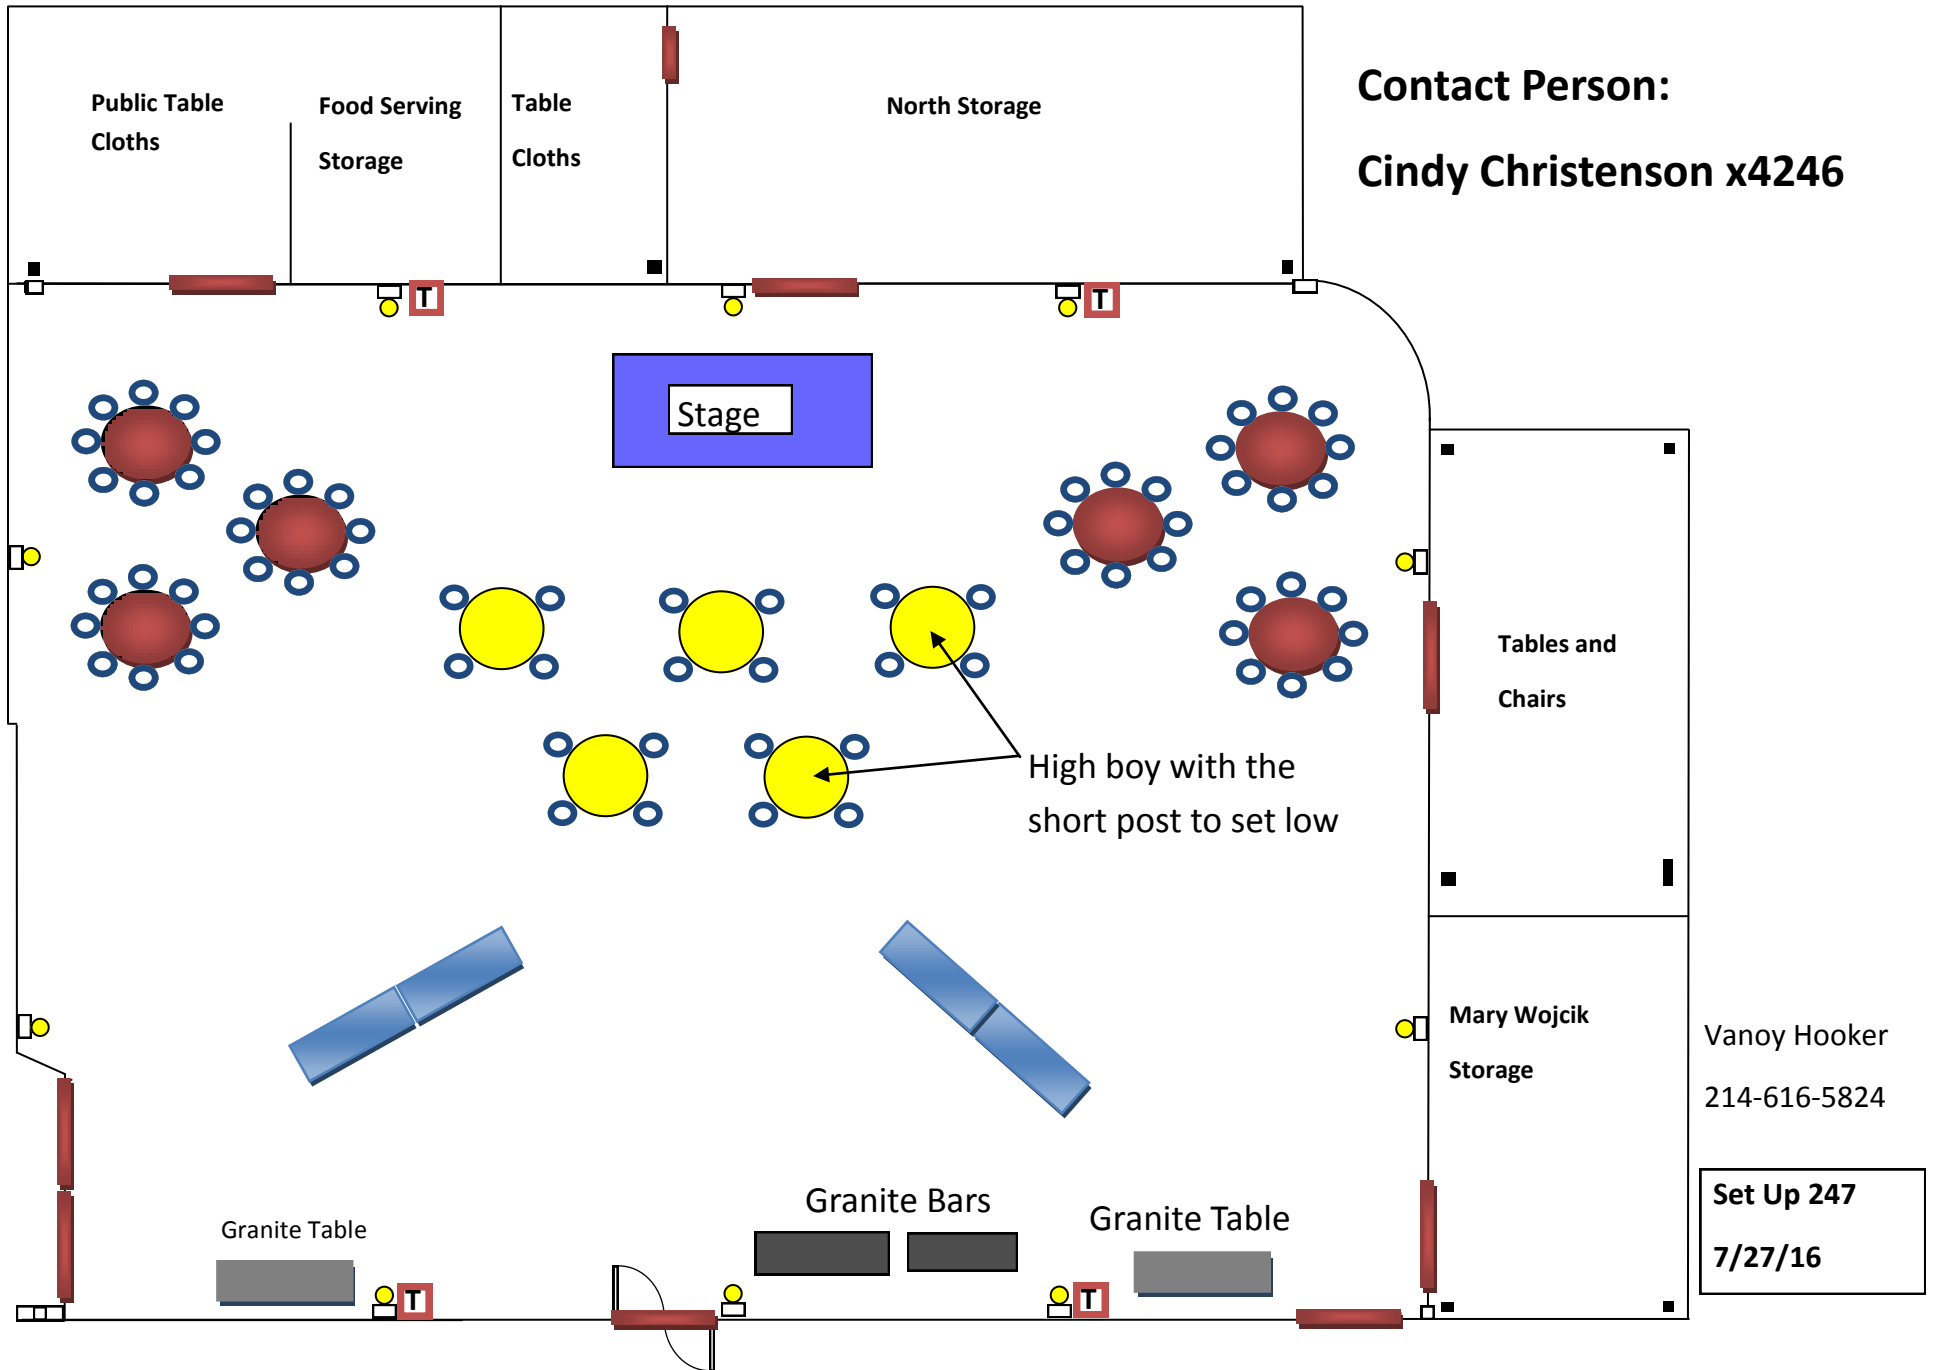 Public Table
Cloths
Food Serving
Storage
Table
Cloths
North Storage
Contact Person:
Cindy Christenson x4246
T
T
Stage
Tables and
Chairs
High boy with the
short post to set low
Mary Wojcik
Storage
Vanoy Hooker
214-616-5824
Set Up 247
7/27/16
Granite Table
Granite Bars
Granite Table
T
T